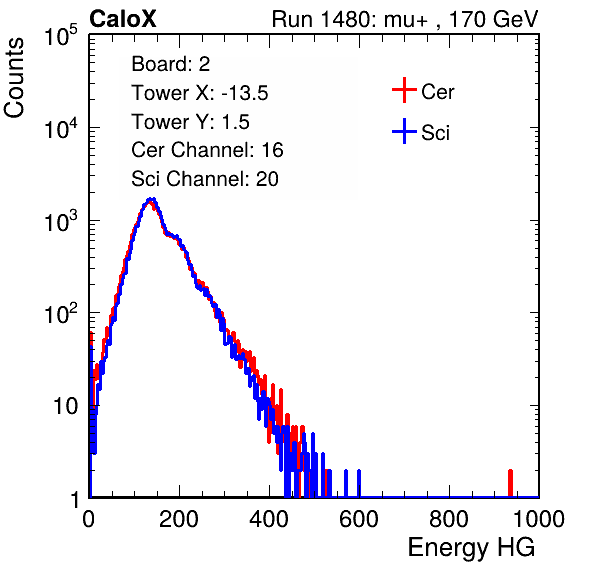 CaloX Run 1480: mu+ , 170 GeV
Counts
Board: 2
Tower X: -13.5
Tower Y: 1.5
Cer Channel: 16
Sci Channel: 20
Cer
Sci
10^5
10^4
10^3
10^2
10
1
0 200 400 600 800 1000
Energy HG